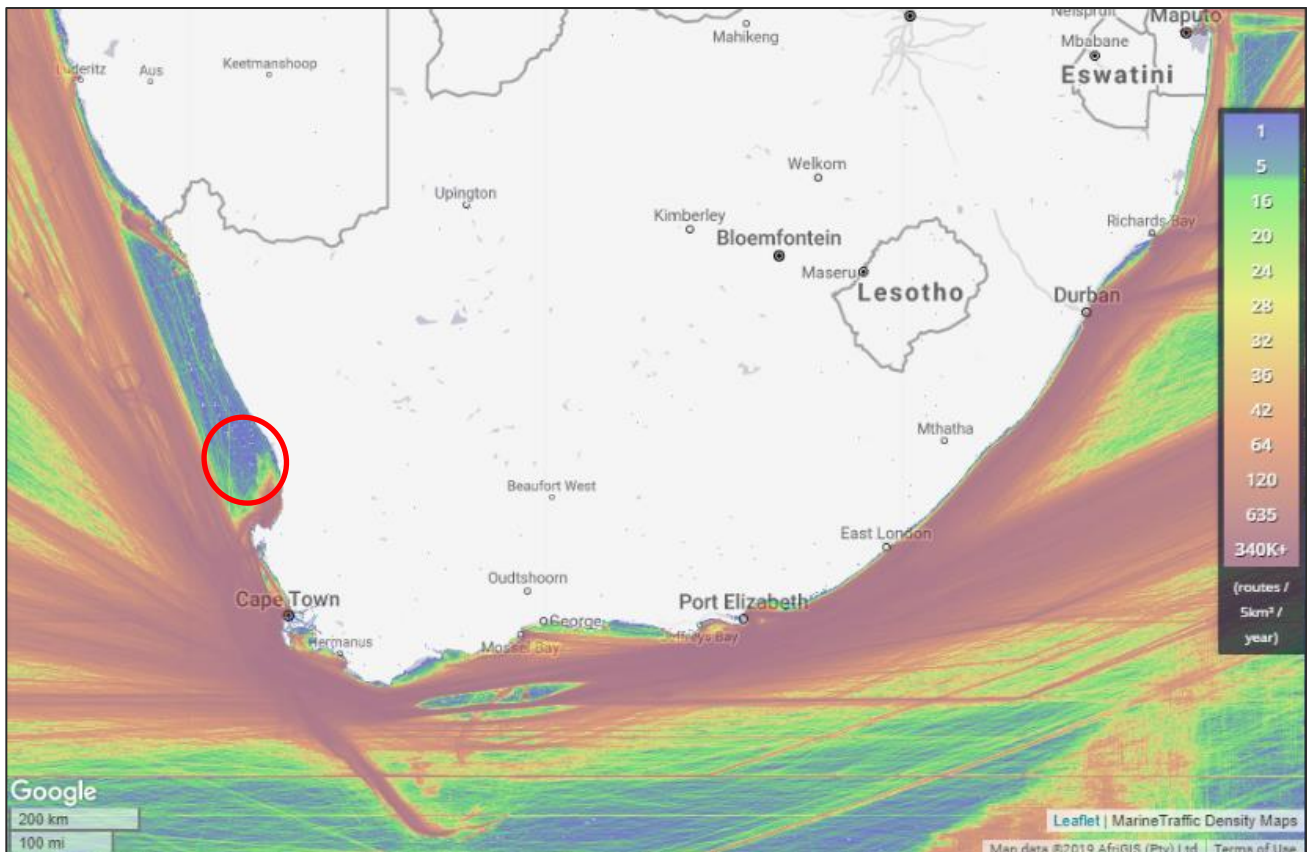 Mahikeng
Nelspruit
Maputo
Mbabane
Eswatini
Aus
Keetmanshoop
Upington
Welkom
Kimberley
Bloemfontein
Maseru
Lesotho
Richards Bay
Durban
Mthatha
Beaufort West
East London
Oudtshoorn
George
Cape Town
Port Elizabeth
Hermanus
Mossel Bay
1
5
16
20
24
28
32
36
42
64
120
635
340K+
(routes /
5km² /
year)
Google
200 km
100 mi
Leaflet | MarineTraffic Density Maps
Map data ©2019 AfriGIS (Pty) Ltd Terms of Use